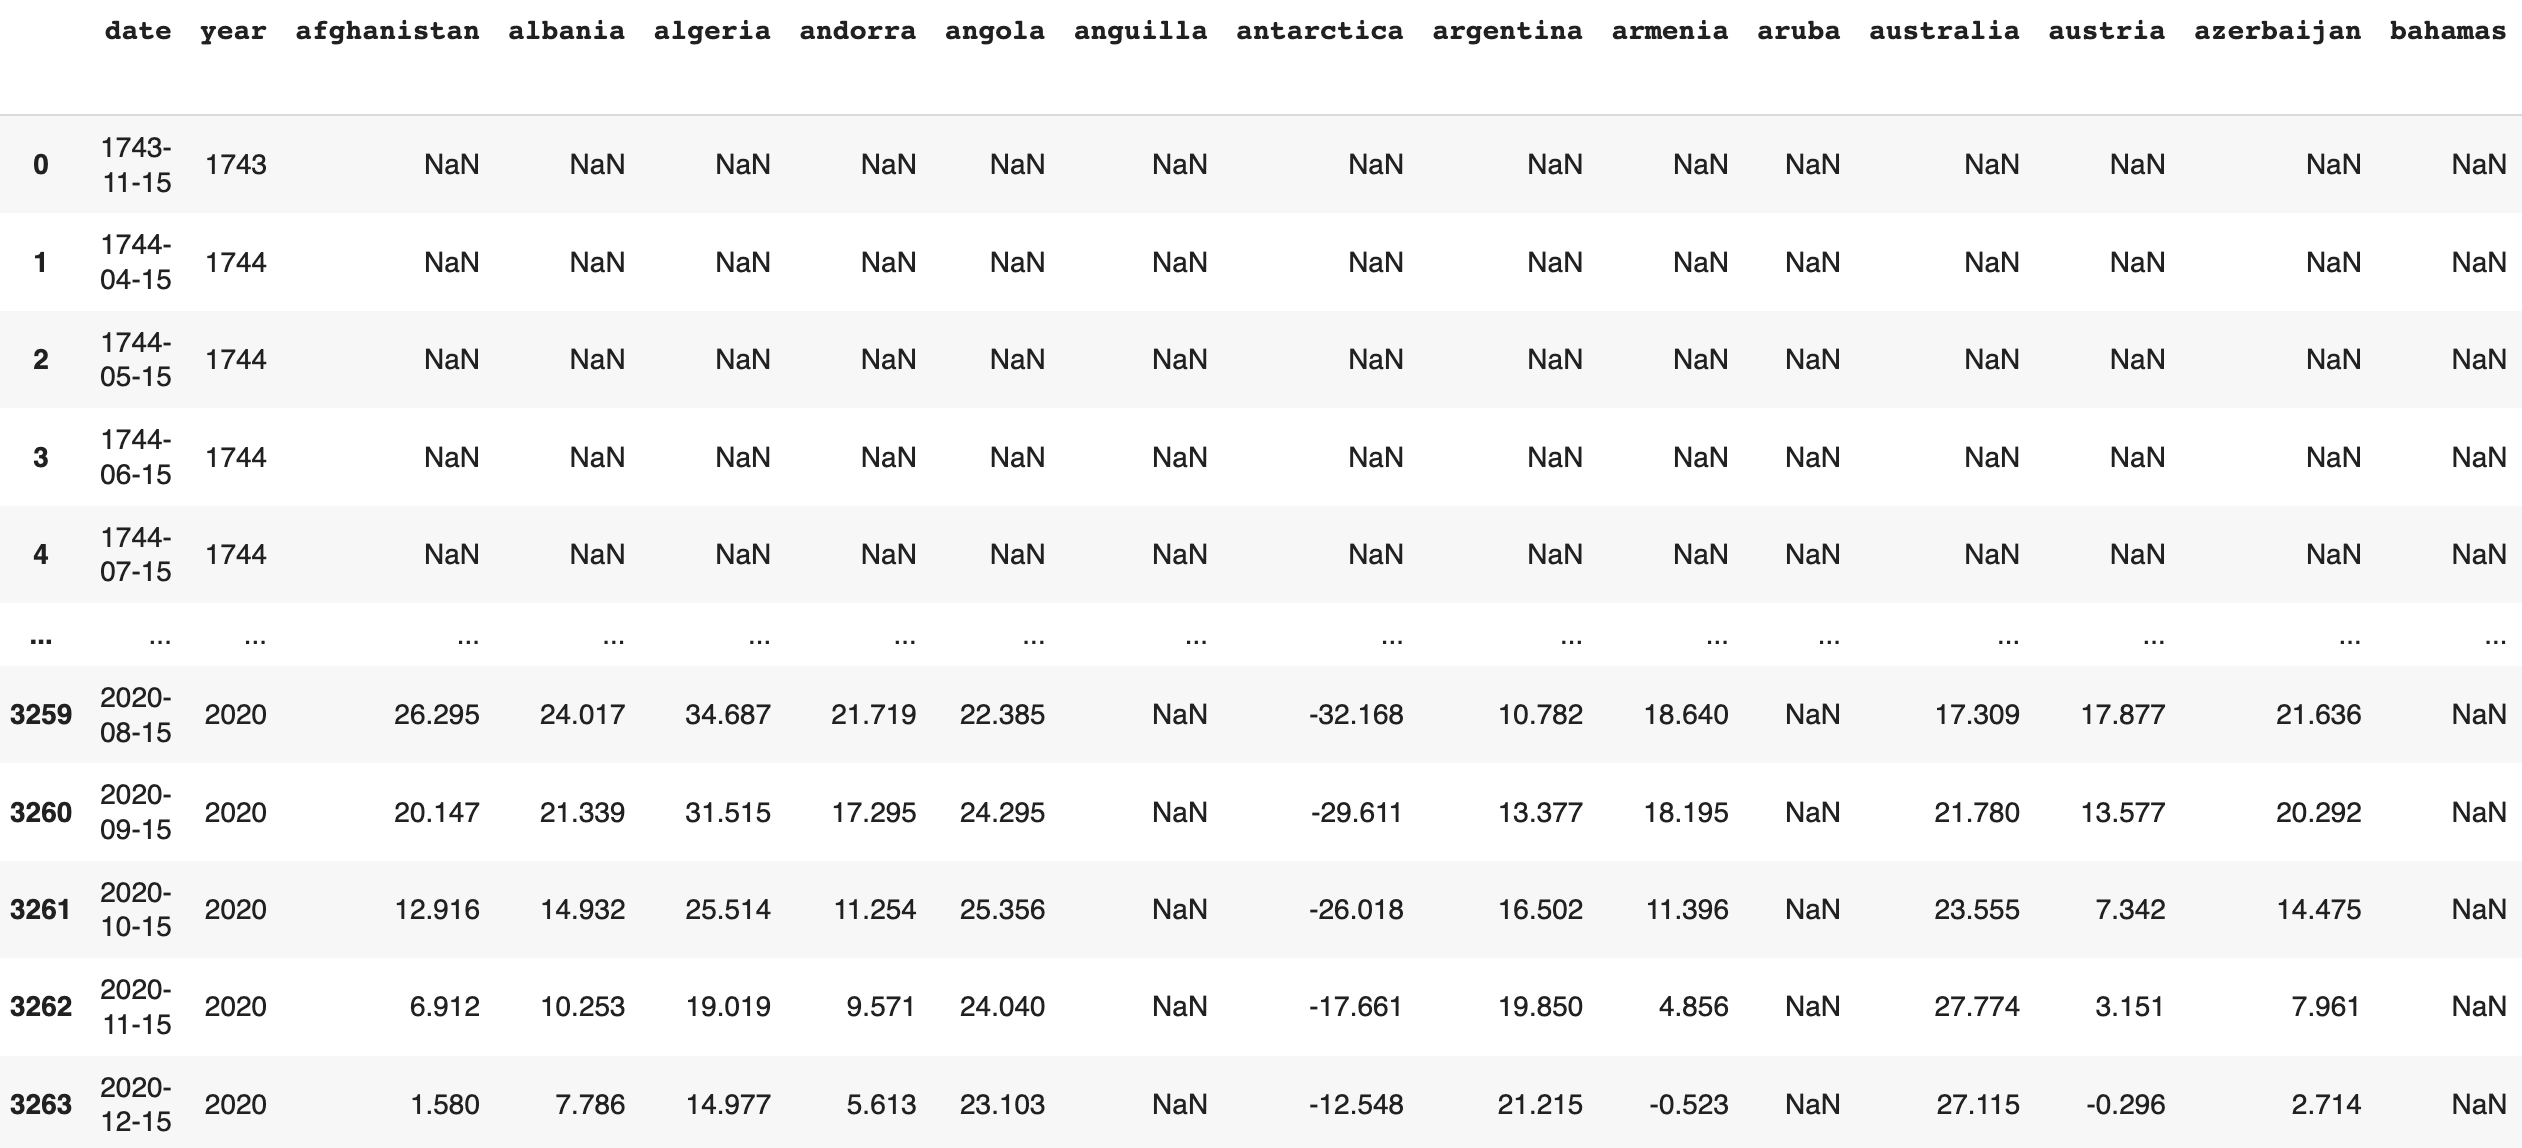 date year afghanistan albania algeria andorra angola anguilla antarctica argentina armenia aruba australia austria azerbaijan bahamas
0 1743-11-15 1743 NaN NaN NaN NaN NaN NaN NaN NaN NaN NaN NaN NaN NaN NaN
1 1744-04-15 1744 NaN NaN NaN NaN NaN NaN NaN NaN NaN NaN NaN NaN NaN NaN
2 1744-05-15 1744 NaN NaN NaN NaN NaN NaN NaN NaN NaN NaN NaN NaN NaN NaN
3 1744-06-15 1744 NaN NaN NaN NaN NaN NaN NaN NaN NaN NaN NaN NaN NaN NaN
4 1744-07-15 1744 NaN NaN NaN NaN NaN NaN NaN NaN NaN NaN NaN NaN NaN NaN
... ... ... ... ... ... ... ... ... ... ... ... ... ... ... ... ...
3259 2020-08-15 2020 26.295 24.017 34.687 21.719 22.385 NaN -32.168 10.782 18.640 NaN 17.309 17.877 21.636 NaN
3260 2020-09-15 2020 20.147 21.339 31.515 17.295 24.295 NaN -29.611 13.377 18.195 NaN 21.780 13.577 20.292 NaN
3261 2020-10-15 2020 12.916 14.932 25.514 11.254 25.356 NaN -26.018 16.502 11.396 NaN 23.555 7.342 14.475 NaN
3262 2020-11-15 2020 6.912 10.253 19.019 9.571 24.040 NaN -17.661 19.850 4.856 NaN 27.774 3.151 7.961 NaN
3263 2020-12-15 2020 1.580 7.786 14.977 5.613 23.103 NaN -12.548 21.215 -0.523 NaN 27.115 -0.296 2.714 NaN